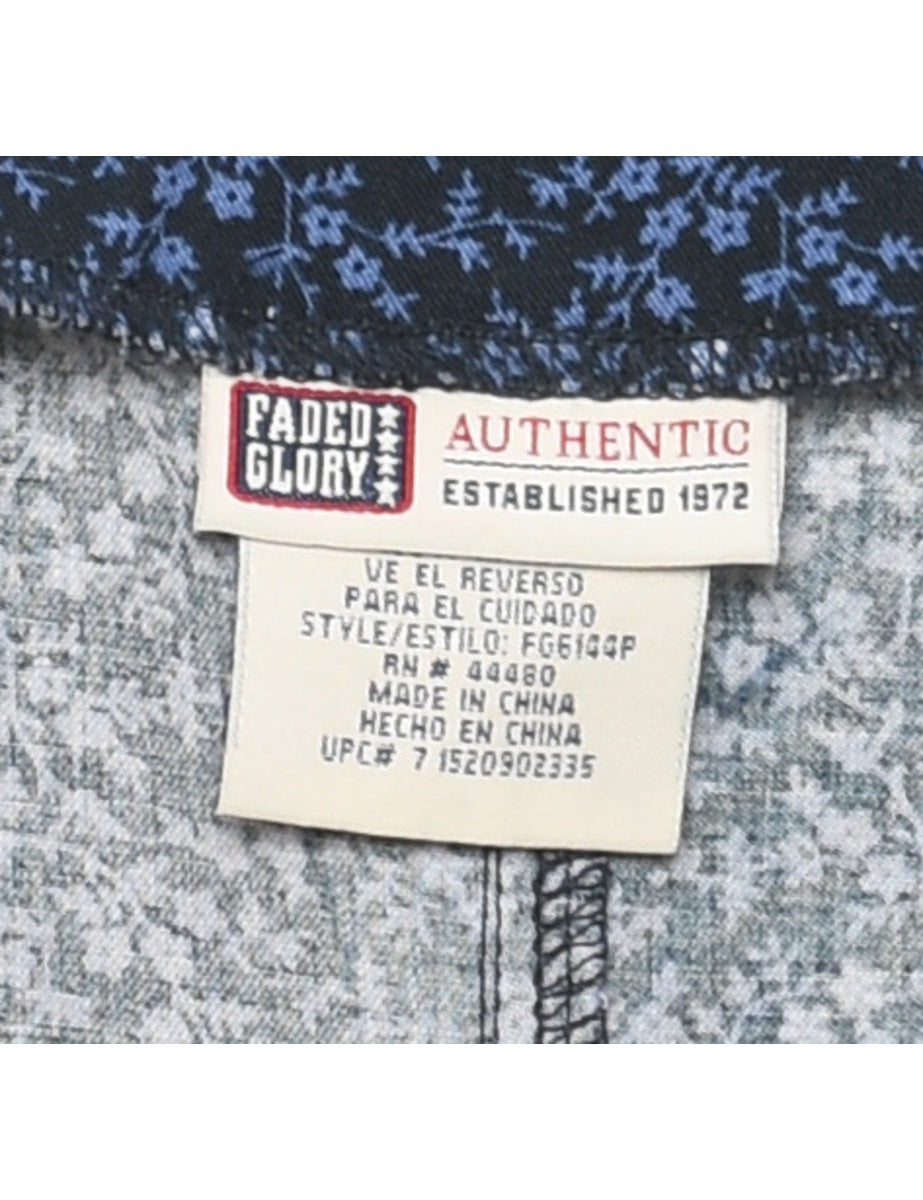 FADED
GLORY
AUTHENTIC
ESTABLISHED 1972
VE EL REVERSO
PARA EL CUIDADO
STYLE/ESTILO: FG6144P
RN # 44480
MADE IN CHINA
HECHO EN CHINA
UPC# 7 1520902335